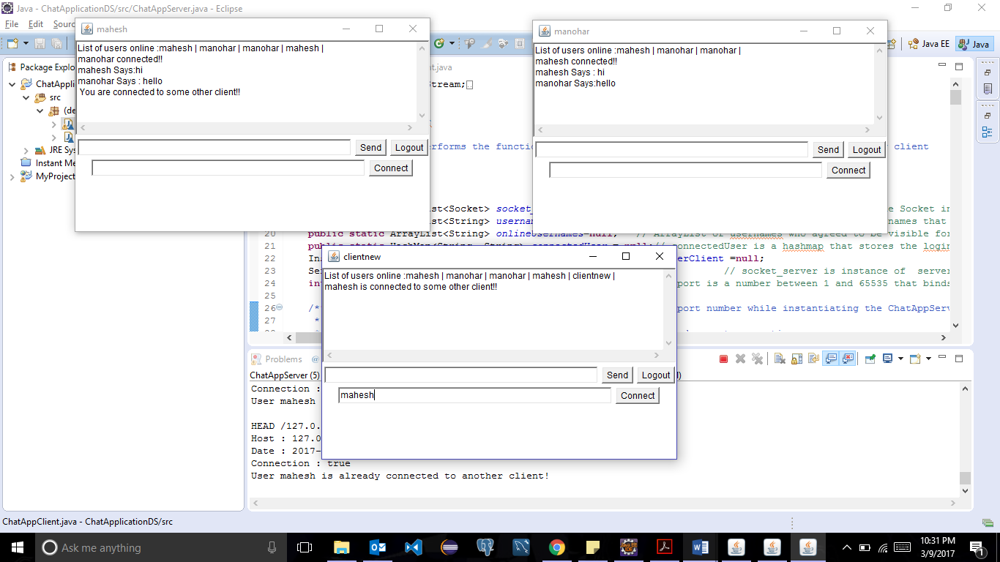 Java - ChatApplicationDS/src/ChatAppServer.java - Eclipse
File Edit Sourc
Java EE
Java
Package Explo
ChatAppli
src
(de
JRE Sys
Instant Me
MyProject
mahesh
List of users online :mahesh | manohar | manohar | mahesh |
manohar connected!!
mahesh Says:hi
manohar Says : hello
You are connected to some other client!!
Send
Logout
Connect
manohar
List of users online :mahesh | manohar | manohar |
mahesh connected!!
mahesh Says : hi
manohar Says:hello
Send
Logout
Connect
t.java
Stream;
erforms the func
client
st<Socket> socket_
e Socket in
st<String> userna
names that
20 public static ArrayList<String> onlineUsernames=null; // ArrayList of usernames who agreed to be visible for
21 public static HashMap<String, String> connectedUser = null;// connectedUser is a hashmap that stores the login
22 Ins erClient =null;
23 Ser // socket_server is instance of serve
24 int port is a number between 1 and 65535 that binds
25
26 /* port number while instantiating the ChatAppServ
27 *
clientnew
List of users online :mahesh | manohar | manohar | mahesh | clientnew |
mahesh is connected to some other client!!
Send
Logout
mahesh
Connect
Problems @
ChatAppServer (5)
Connection :
User mahesh
HEAD /127.0.
Host : 127.0
Date : 2017-
Connection : true
User mahesh is already connected to another client!
ChatAppClient.java - ChatApplicationDS/src
Ask me anything
10:31 PM
3/9/2017
1